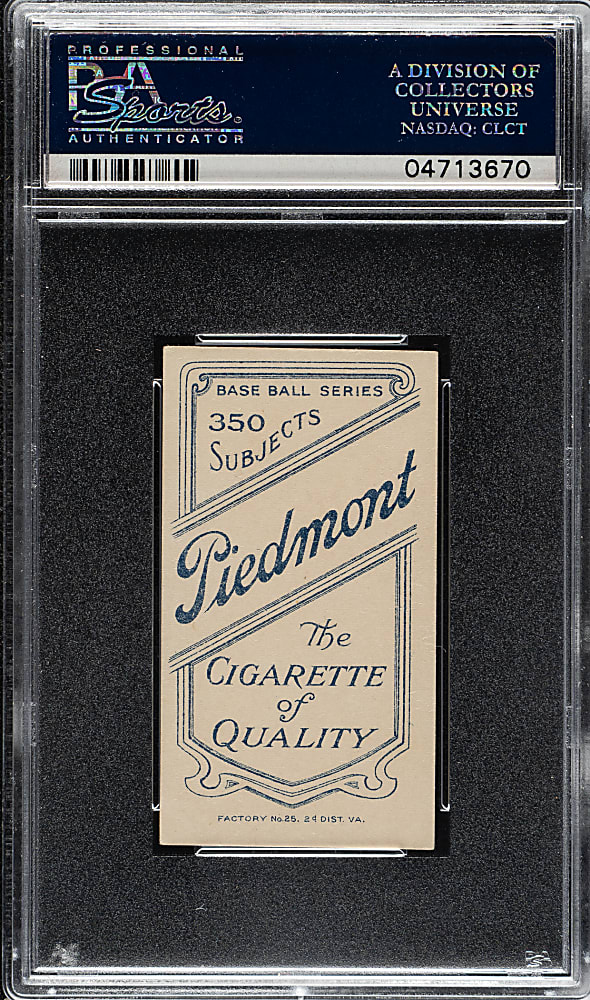 PROFESSIONAL
PSA
Sports.
AUTHENTICATOR
A DIVISION OF
COLLECTORS
UNIVERSE
NASDAQ: CLCT
04713670
BASE BALL SERIES
350
SUBJECTS
Piedmont
The
CIGARETTE
of
QUALITY
FACTORY No. 25. 2d DIST. VA.